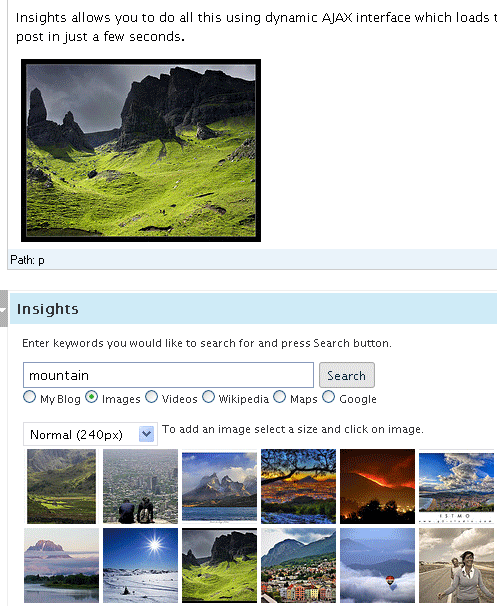 Insights allows you to do all this using dynamic AJAX interface which loads
post in just a few seconds.
Path: p
Insights
Enter keywords you would like to search for and press Search button.
mountain
Search
My Blog Images Videos Wikipedia Maps Google
Normal (240px)
To add an image select a size and click on image.
ISTMO